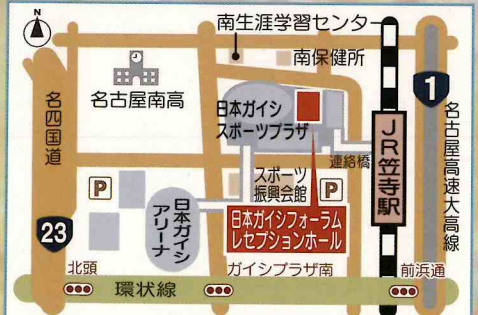 N
南生涯学習センター
南保健所
名古屋南高
日本ガイシ
スポーツプラザ
1
名四国道
名古屋高速大高線
JR笠寺駅
連絡橋
スポーツ
振興会館
P
P
日本ガイシ
アリーナ
日本ガイシフォーラム
レセプションホール
23
北頭
ガイシプラザ南
前浜通
環状線